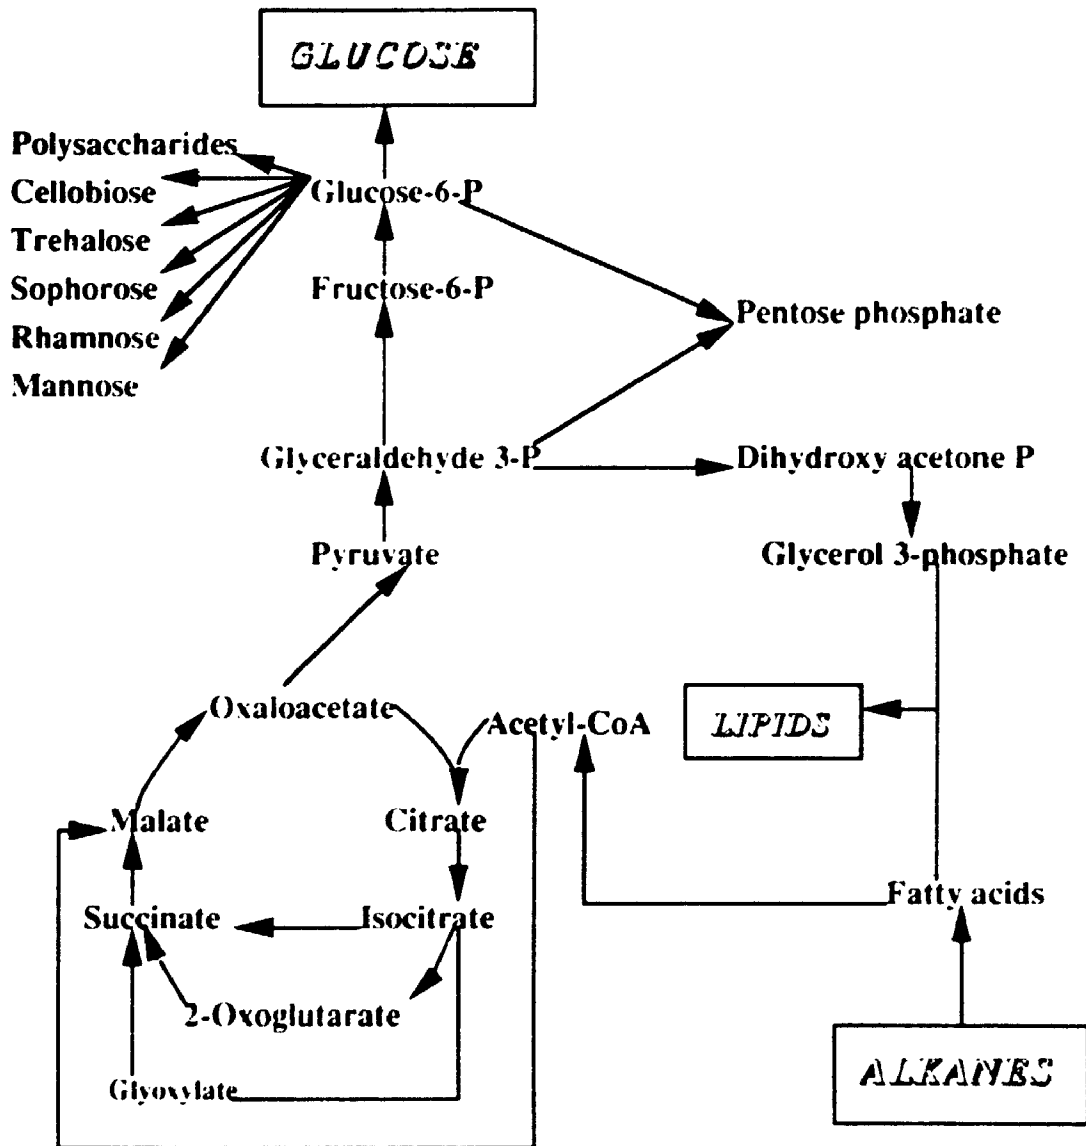 GLUCOSE
Polysaccharides
Cellobiose
Trehalose
Sophorose
Rhamnose
Mannose
Glucose-6-P
Fructose-6-P
Pentose phosphate
Glyceraldehyde 3-P
Dihydroxy acetone P
Pyruvate
Glycerol 3-phosphate
Oxaloacetate
Acetyl-CoA
LIPIDS
Malate
Citrate
Fatty acids
Succinate
Isocitrate
2-Oxoglutarate
Glyoxylate
ALKANES